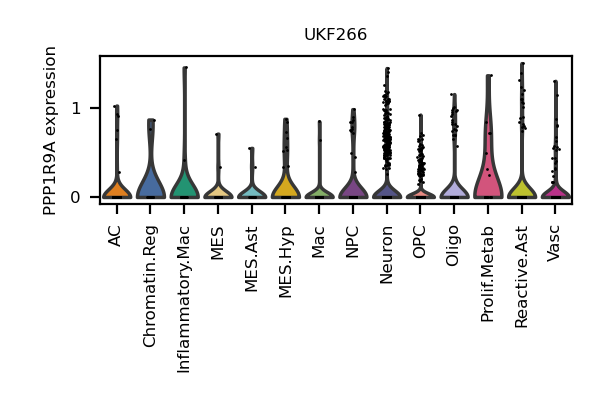 UKF266
PPP1R9A expression
1
0
AC
Chromatin.Reg
Inflammatory.Mac
MES
MES.Ast
MES.Hyp
Mac
NPC
Neuron
OPC
Oligo
Prolif.Metab
Reactive.Ast
Vasc